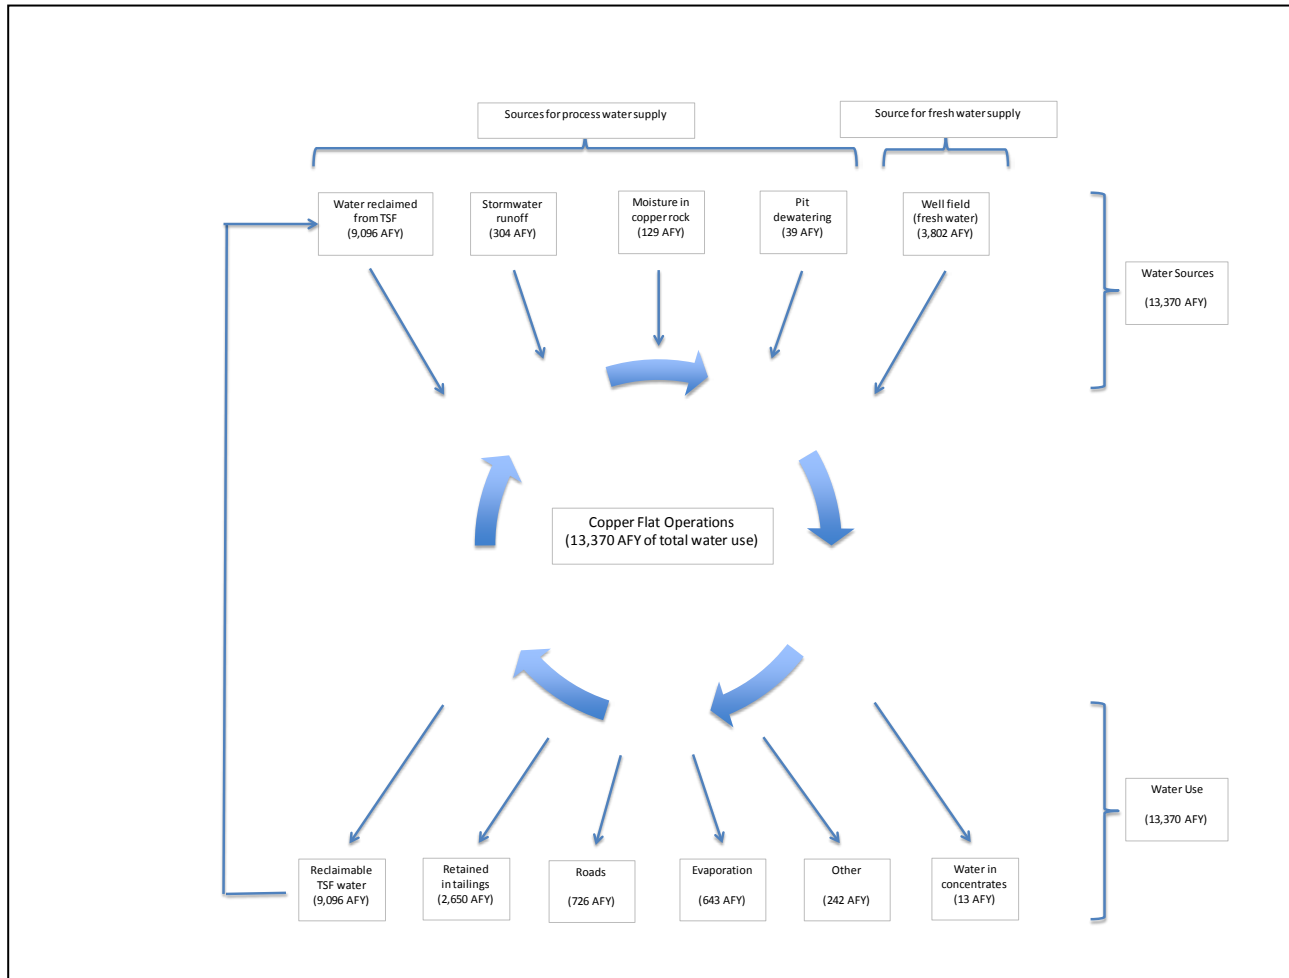 Sources for process water supply
Source for fresh water supply
Water reclaimed
from TSF
(9,096 AFY)
Stormwater
runoff
(304 AFY)
Moisture in
copper rock
(129 AFY)
Pit
dewatering
(39 AFY)
Well field
(fresh water)
(3,802 AFY)
Water Sources
(13,370 AFY)
Copper Flat Operations
(13,370 AFY of total water use)
Water Use
(13,370 AFY)
Reclaimable
TSF water
(9,096 AFY)
Retained
in tailings
(2,650 AFY)
Roads
(726 AFY)
Evaporation
(643 AFY)
Other
(242 AFY)
Water in
concentrates
(13 AFY)